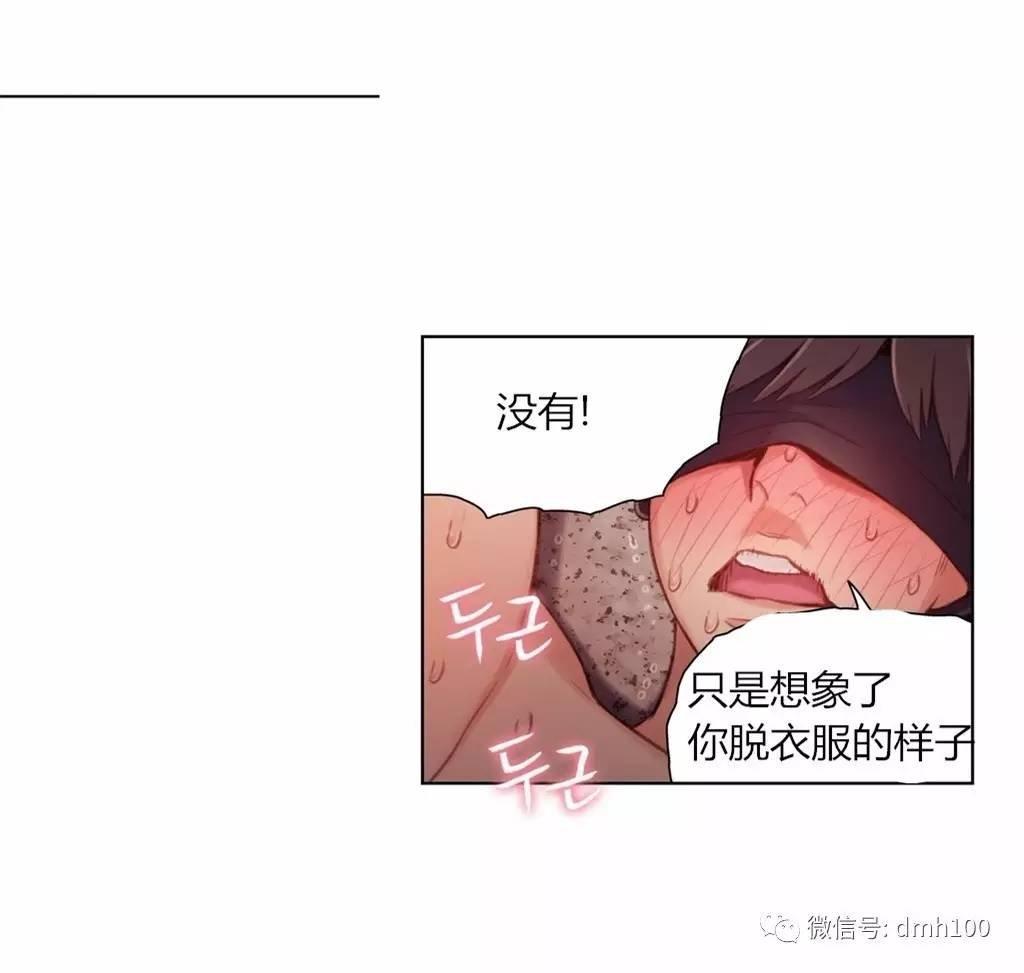 没有!
두근
두근
只是想象了
你脱衣服的样子
微信号: dmh100